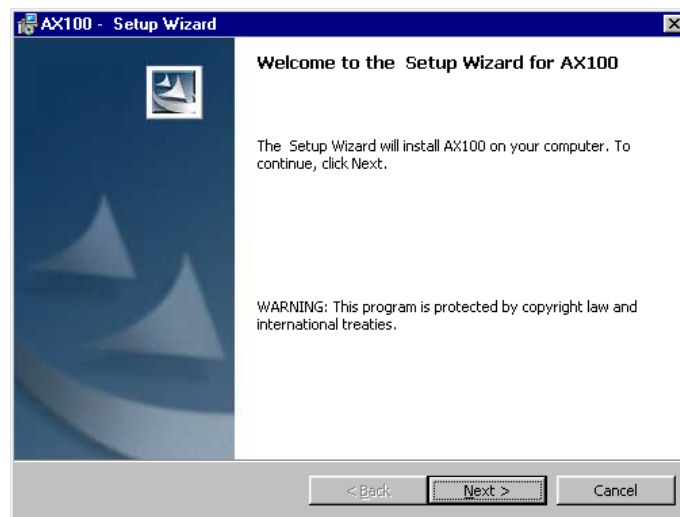 AX100 - Setup Wizard
Welcome to the Setup Wizard for AX100
The Setup Wizard will install AX100 on your computer. To
continue, click Next.
WARNING: This program is protected by copyright law and
international treaties.
< Back
Next >
Cancel